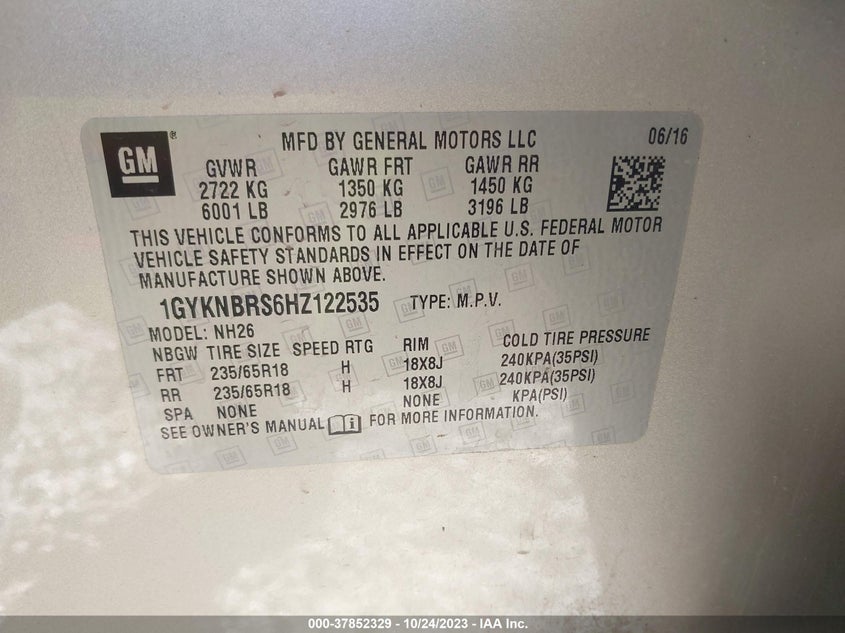 GM®
MFD BY GENERAL MOTORS LLC 06/16
GVWR GAWR FRT GAWR RR
2722 KG 1350 KG 1450 KG
6001 LB 2976 LB 3196 LB
THIS VEHICLE CONFORMS TO ALL APPLICABLE U.S. FEDERAL MOTOR
VEHICLE SAFETY STANDARDS IN EFFECT ON THE DATE OF
MANUFACTURE SHOWN ABOVE.
1GYKNBRS6HZ122535 TYPE: M.P.V.
MODEL: NH26
NBGW TIRE SIZE SPEED RTG RIM COLD TIRE PRESSURE
FRT 235/65R18 H 18X8J 240KPA(35PSI)
RR 235/65R18 H 18X8J 240KPA(35PSI)
SPA NONE NONE KPA(PSI)
SEE OWNER'S MANUAL i FOR MORE INFORMATION.
000-37852329 - 10/24/2023 - IAA Inc.